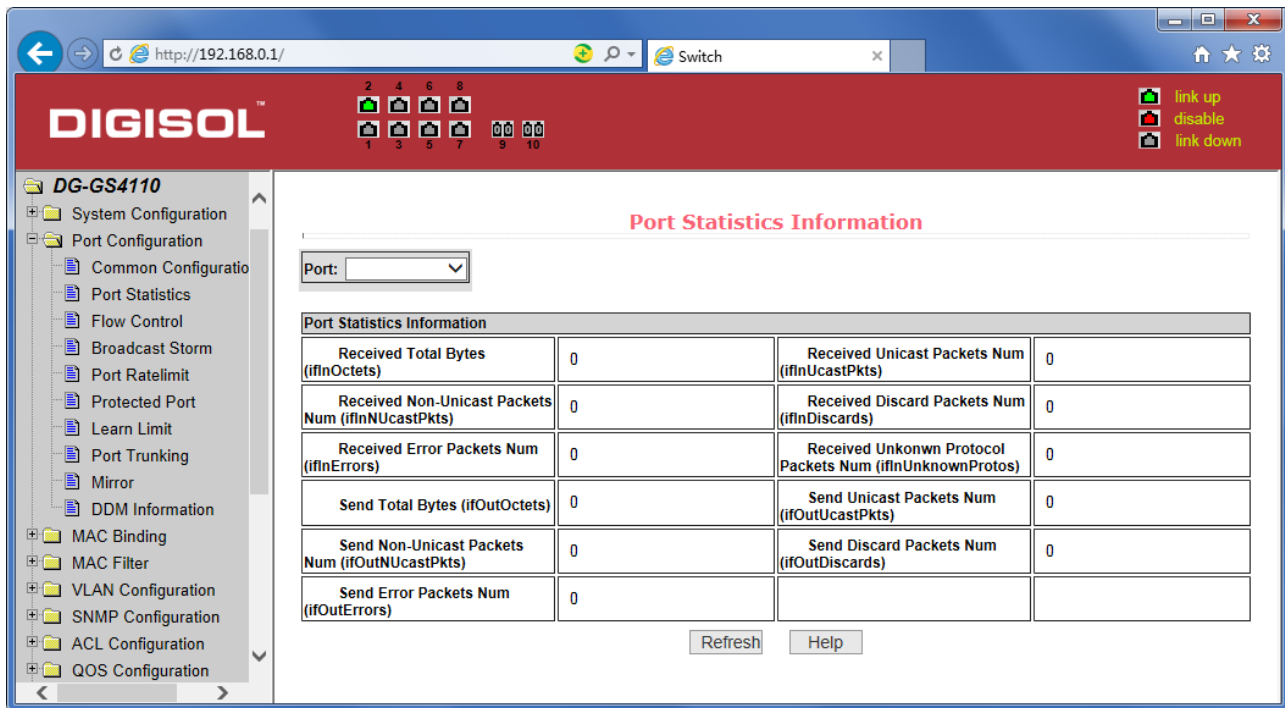 http://192.168.0.1/
Switch
DIGISOL™
2 4 6 8
1 3 5 7 9 10
link up
disable
link down
DG-GS4110
System Configuration
Port Configuration
Common Configuratio
Port Statistics
Flow Control
Broadcast Storm
Port Ratelimit
Protected Port
Learn Limit
Port Trunking
Mirror
DDM Information
MAC Binding
MAC Filter
VLAN Configuration
SNMP Configuration
ACL Configuration
QOS Configuration
Port Statistics Information
Port:
Port Statistics Information
Received Total Bytes
(ifInOctets)
0
Received Unicast Packets Num
(ifInUcastPkts)
0
Received Non-Unicast Packets
Num (ifInNUcastPkts)
0
Received Discard Packets Num
(ifInDiscards)
0
Received Error Packets Num
(ifInErrors)
0
Received Unkonwn Protocol
Packets Num (ifInUnknownProtos)
0
Send Total Bytes (ifOutOctets)
0
Send Unicast Packets Num
(ifOutUcastPkts)
0
Send Non-Unicast Packets
Num (ifOutNUcastPkts)
0
Send Discard Packets Num
(ifOutDiscards)
0
Send Error Packets Num
(ifOutErrors)
0
Refresh
Help